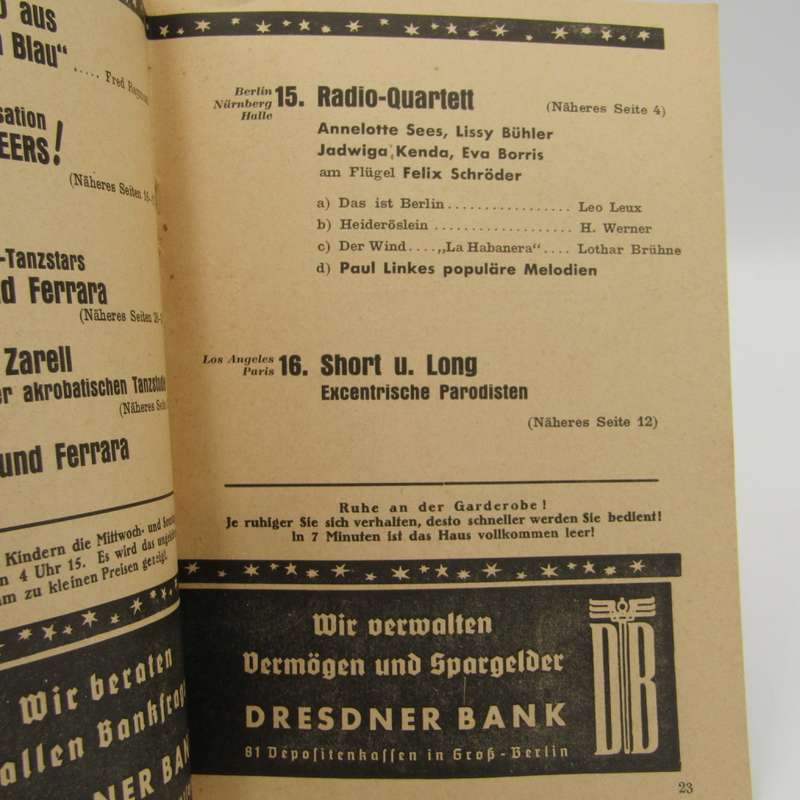 aus
Blau“
..... Fred
sation
EERS!
(Näheres Seiten
-Tanzstars
d Ferrara
(Näheres Seiten
Zarell
er akrobatischen
(Näheres
und Ferrara
Kindern die Mittwoch- und
n 4 Uhr 15. Es wird das
m zu kleinen Preisen gezeigt.
Wir beraten
allen
DNER
Berlin
Nürnberg
Halle
15. Radio-Quartett
(Näheres Seite 4)
Annelotte Sees, Lissy Bühler
Jadwiga Kenda, Eva Borris
am Flügel Felix Schröder
a) Das ist Berlin ................. Leo Leux
b) Heideröslein ................. H. Werner
c) Der Wind .... „La Habanera“ .... Lothar Brühne
d) Paul Linkes populäre Melodien
Los Angeles
Paris
16. Short u. Long
Excentrische Parodisten
(Näheres Seite 12)
Ruhe an der Garderobe!
Je ruhiger Sie sich verhalten, desto schneller werden Sie bedient!
In 7 Minuten ist das Haus vollkommen leer!
Wir verwalten
Vermögen und Spargelder
DRESDNER BANK
81 Depositenkassen in Groß-Berlin
DB
23